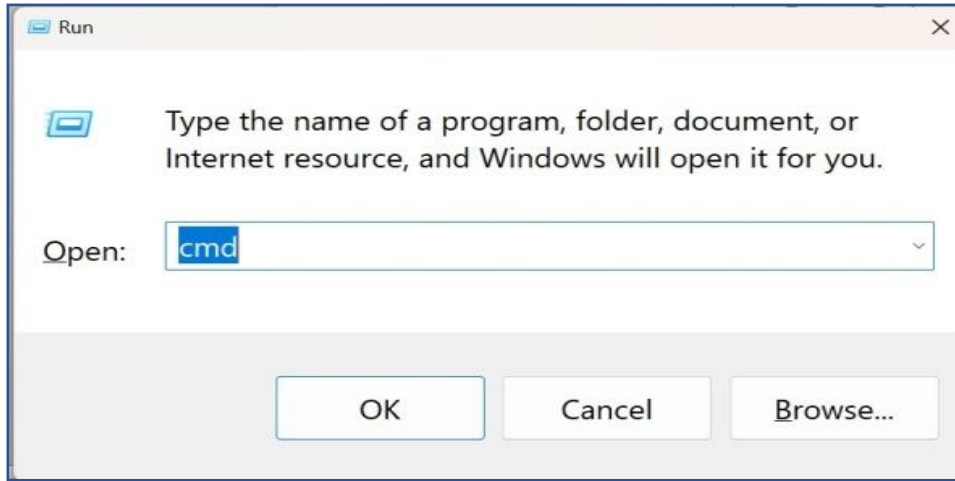 Run
Type the name of a program, folder, document, or
Internet resource, and Windows will open it for you.
Open:
cmd
OK Cancel Browse...